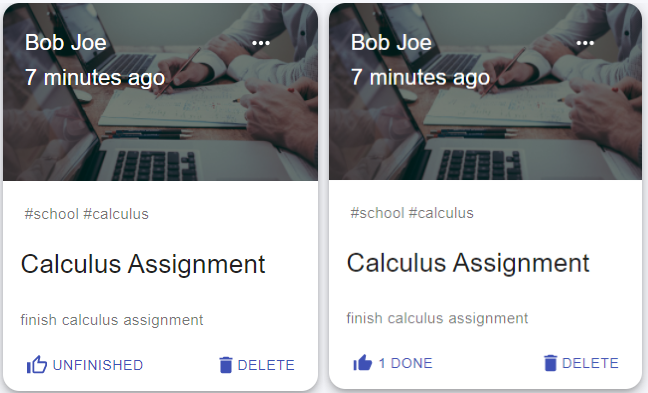 Bob Joe
7 minutes ago
#school #calculus
Calculus Assignment
finish calculus assignment
UNFINISHED DELETE
Bob Joe
7 minutes ago
#school #calculus
Calculus Assignment
finish calculus assignment
1 DONE DELETE